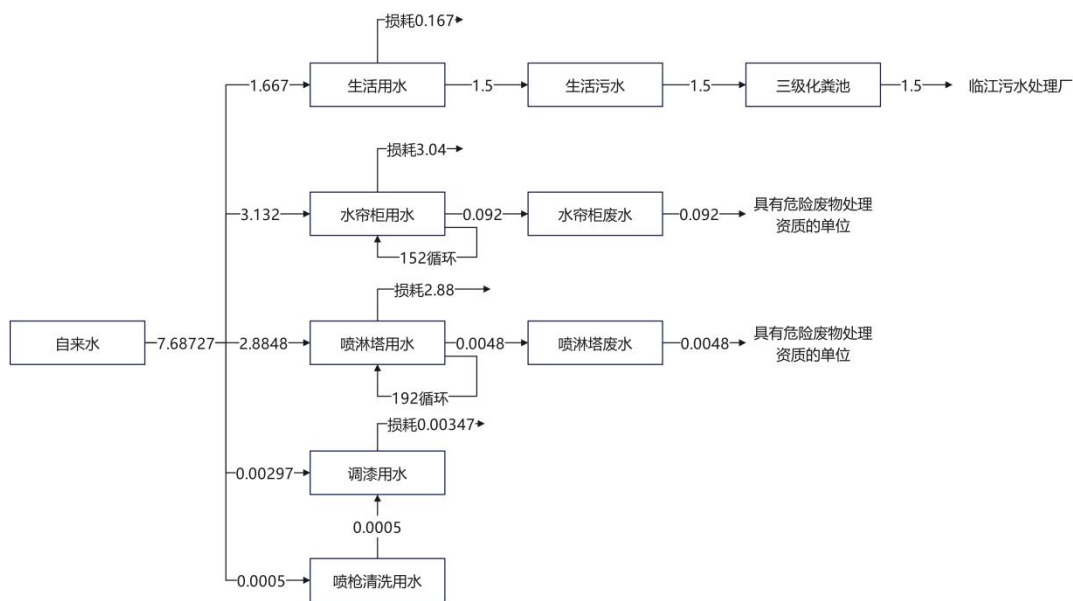 损耗0.167
1.667
生活用水
1.5
生活污水
1.5
三级化粪池
1.5
临江污水处理厂
损耗3.04
3.132
水帘柜用水
0.092
水帘柜废水
0.092
具有危险废物处理
资质的单位
152循环
损耗2.88
自来水
7.68727
2.8848
喷淋塔用水
0.0048
喷淋塔废水
0.0048
具有危险废物处理
资质的单位
192循环
损耗0.00347
0.00297
调漆用水
0.0005
0.0005
喷枪清洗用水